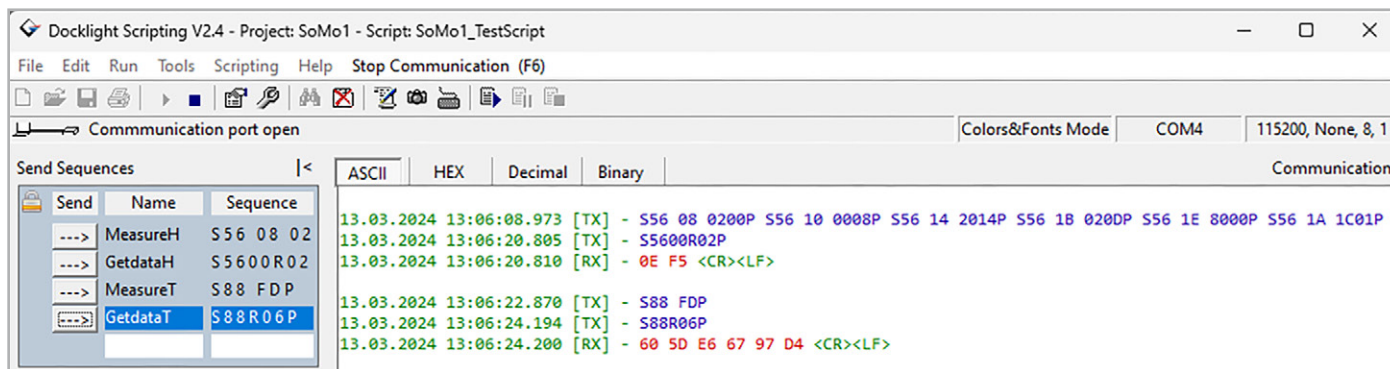 Docklight Scripting V2.4 - Project: SoMo1 - Script: SoMo1_TestScript
File Edit Run Tools Scripting Help Stop Communication (F6)
Commmunication port open Colors&Fonts Mode COM4 115200, None, 8, 1
Send Sequences |< ASCII HEX Decimal Binary Communication
Send Name Sequence
---> MeasureH S56 08 02
---> GetdataH S5600R02
---> MeasureT S88 FDP
---> GetdataT S88R06P
13.03.2024 13:06:08.973 [TX] - S56 08 0200P S56 10 0008P S56 14 2014P S56 1B 020DP S56 1E 8000P S56 1A 1C01P
13.03.2024 13:06:20.805 [TX] - S5600R02P
13.03.2024 13:06:20.810 [RX] - 0E F5 <CR><LF>
13.03.2024 13:06:22.870 [TX] - S88 FDP
13.03.2024 13:06:24.194 [TX] - S88R06P
13.03.2024 13:06:24.200 [RX] - 60 5D E6 67 97 D4 <CR><LF>